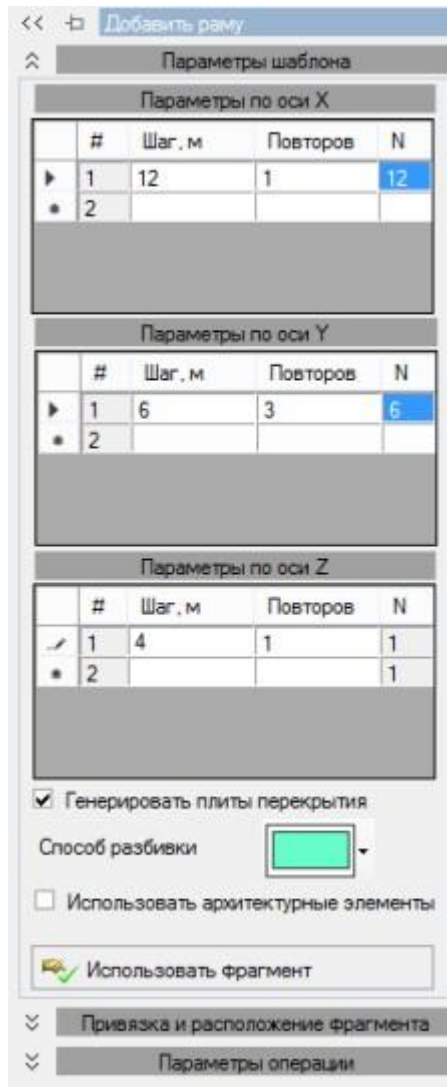 << Добавить раму
Параметры шаблона
Параметры по оси X
# Шаг, м Повторов N
1 12 1 12
2
Параметры по оси Y
# Шаг, м Повторов N
1 6 3 6
2
Параметры по оси Z
# Шаг, м Повторов N
1 4 1 1
2 1
Генерировать плиты перекрытия
Способ разбивки
Использовать архитектурные элементы
Использовать фрагмент
Привязка и расположение фрагмента
Параметры операции